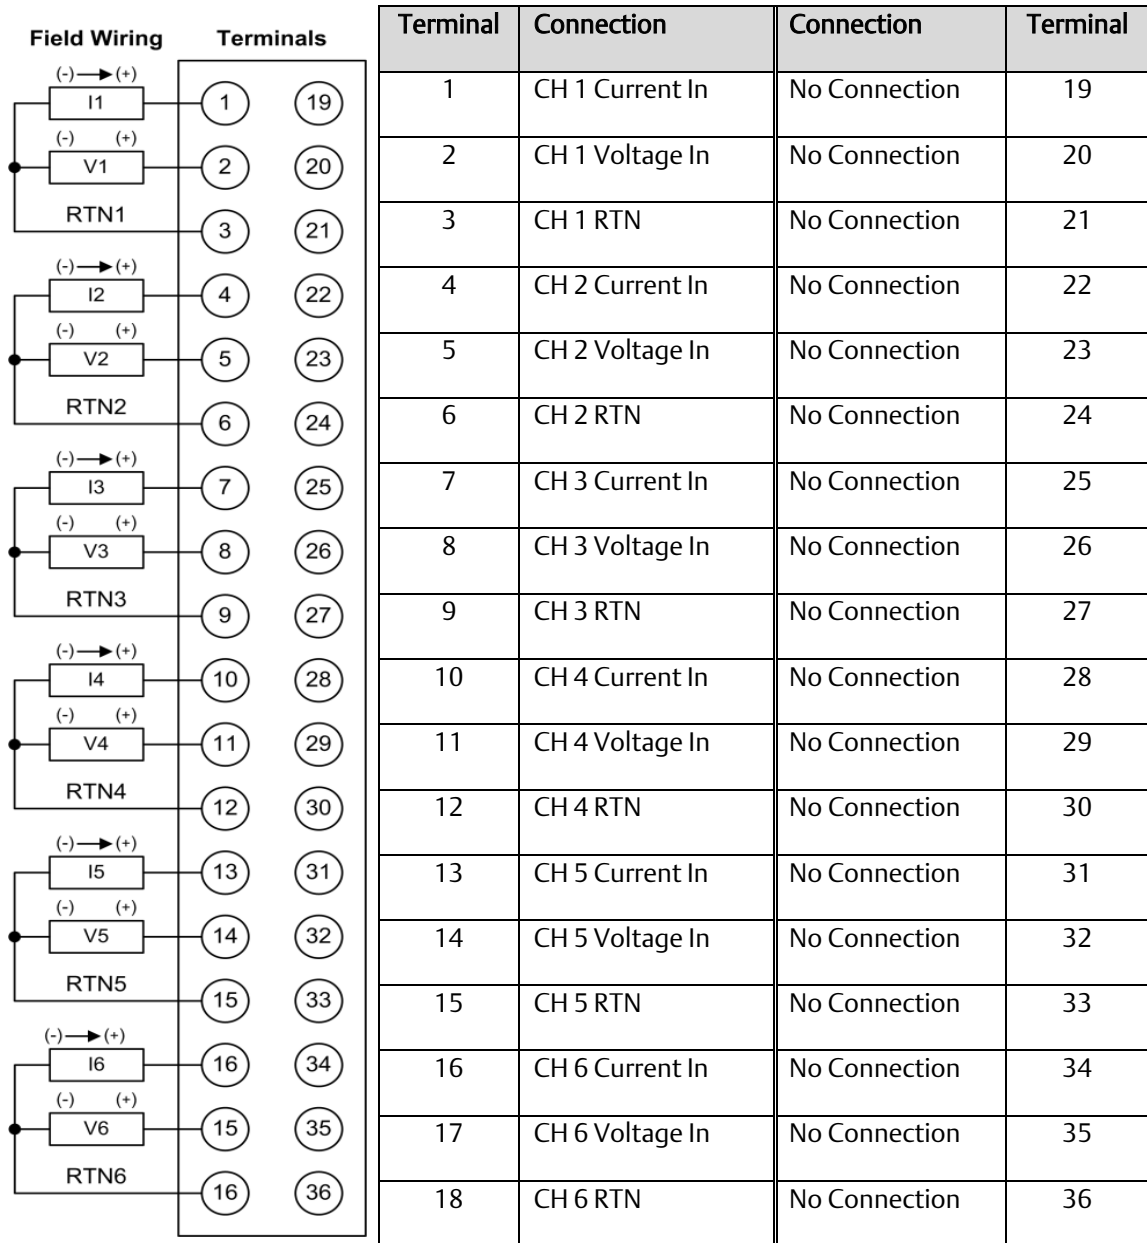 Field Wiring Terminals
(-) (+)
I1 1 19
(-) (+)
V1 2 20
RTN1
3 21
(-) (+)
I2 4 22
(-) (+)
V2 5 23
RTN2
6 24
(-) (+)
I3 7 25
(-) (+)
V3 8 26
RTN3
9 27
(-) (+)
I4 10 28
(-) (+)
V4 11 29
RTN4
12 30
(-) (+)
I5 13 31
(-) (+)
V5 14 32
RTN5
15 33
(-) (+)
I6 16 34
(-) (+)
V6 15 35
RTN6
16 36
Terminal Connection Connection Terminal
1 CH 1 Current In No Connection 19
2 CH 1 Voltage In No Connection 20
3 CH 1 RTN No Connection 21
4 CH 2 Current In No Connection 22
5 CH 2 Voltage In No Connection 23
6 CH 2 RTN No Connection 24
7 CH 3 Current In No Connection 25
8 CH 3 Voltage In No Connection 26
9 CH 3 RTN No Connection 27
10 CH 4 Current In No Connection 28
11 CH 4 Voltage In No Connection 29
12 CH 4 RTN No Connection 30
13 CH 5 Current In No Connection 31
14 CH 5 Voltage In No Connection 32
15 CH 5 RTN No Connection 33
16 CH 6 Current In No Connection 34
17 CH 6 Voltage In No Connection 35
18 CH 6 RTN No Connection 36